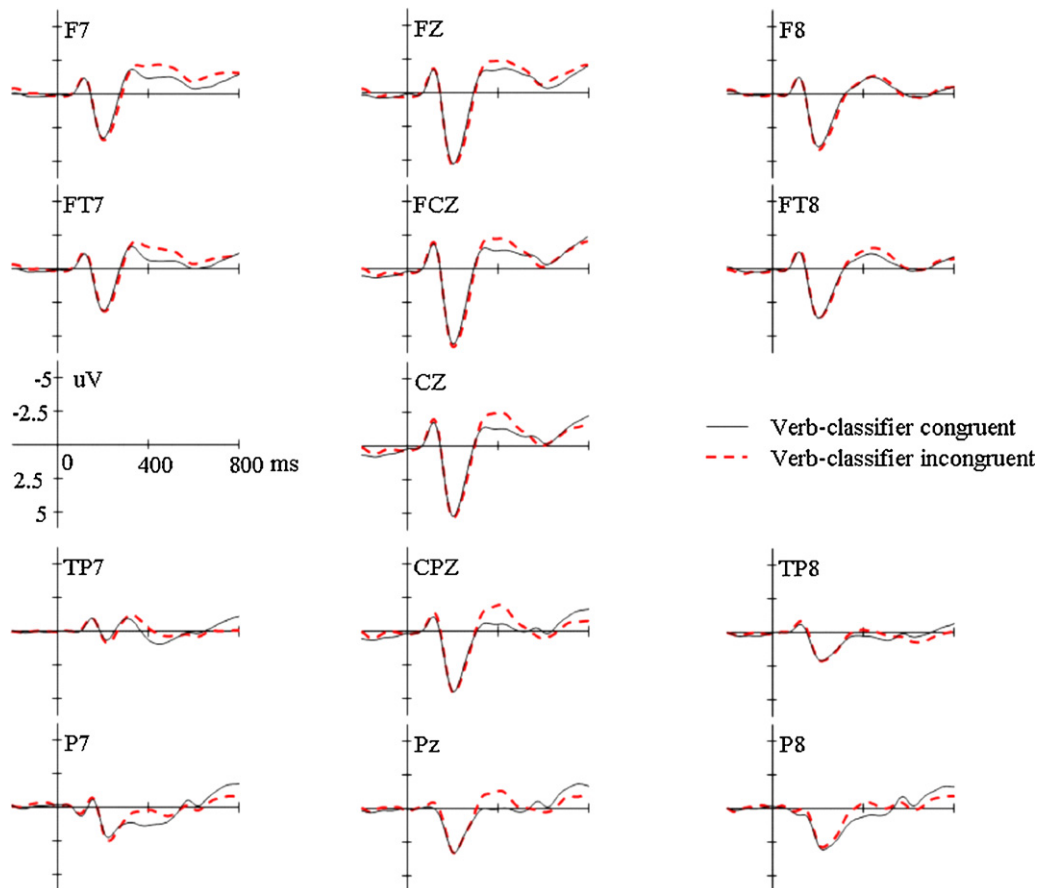 F7 FZ F8
FT7 FCZ FT8
-5 uV CZ
-2.5
0 400 800 ms
2.5
5
Verb-classifier congruent
Verb-classifier incongruent
TP7 CPZ TP8
P7 Pz P8